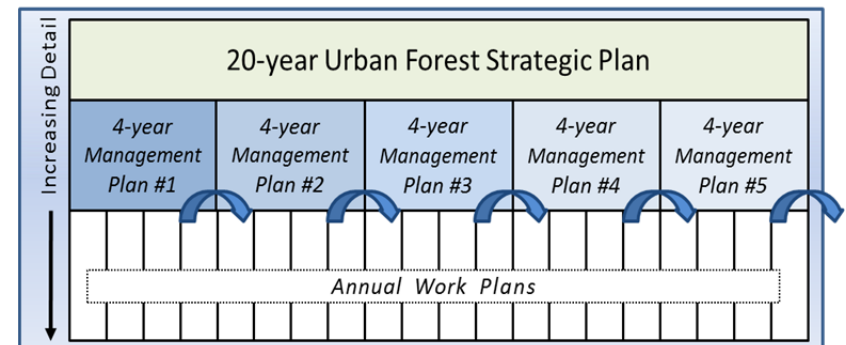 Increasing Detail
20-year Urban Forest Strategic Plan
4-year
Management
Plan #1
4-year
Management
Plan #2
4-year
Management
Plan #3
4-year
Management
Plan #4
4-year
Management
Plan #5
Annual Work Plans